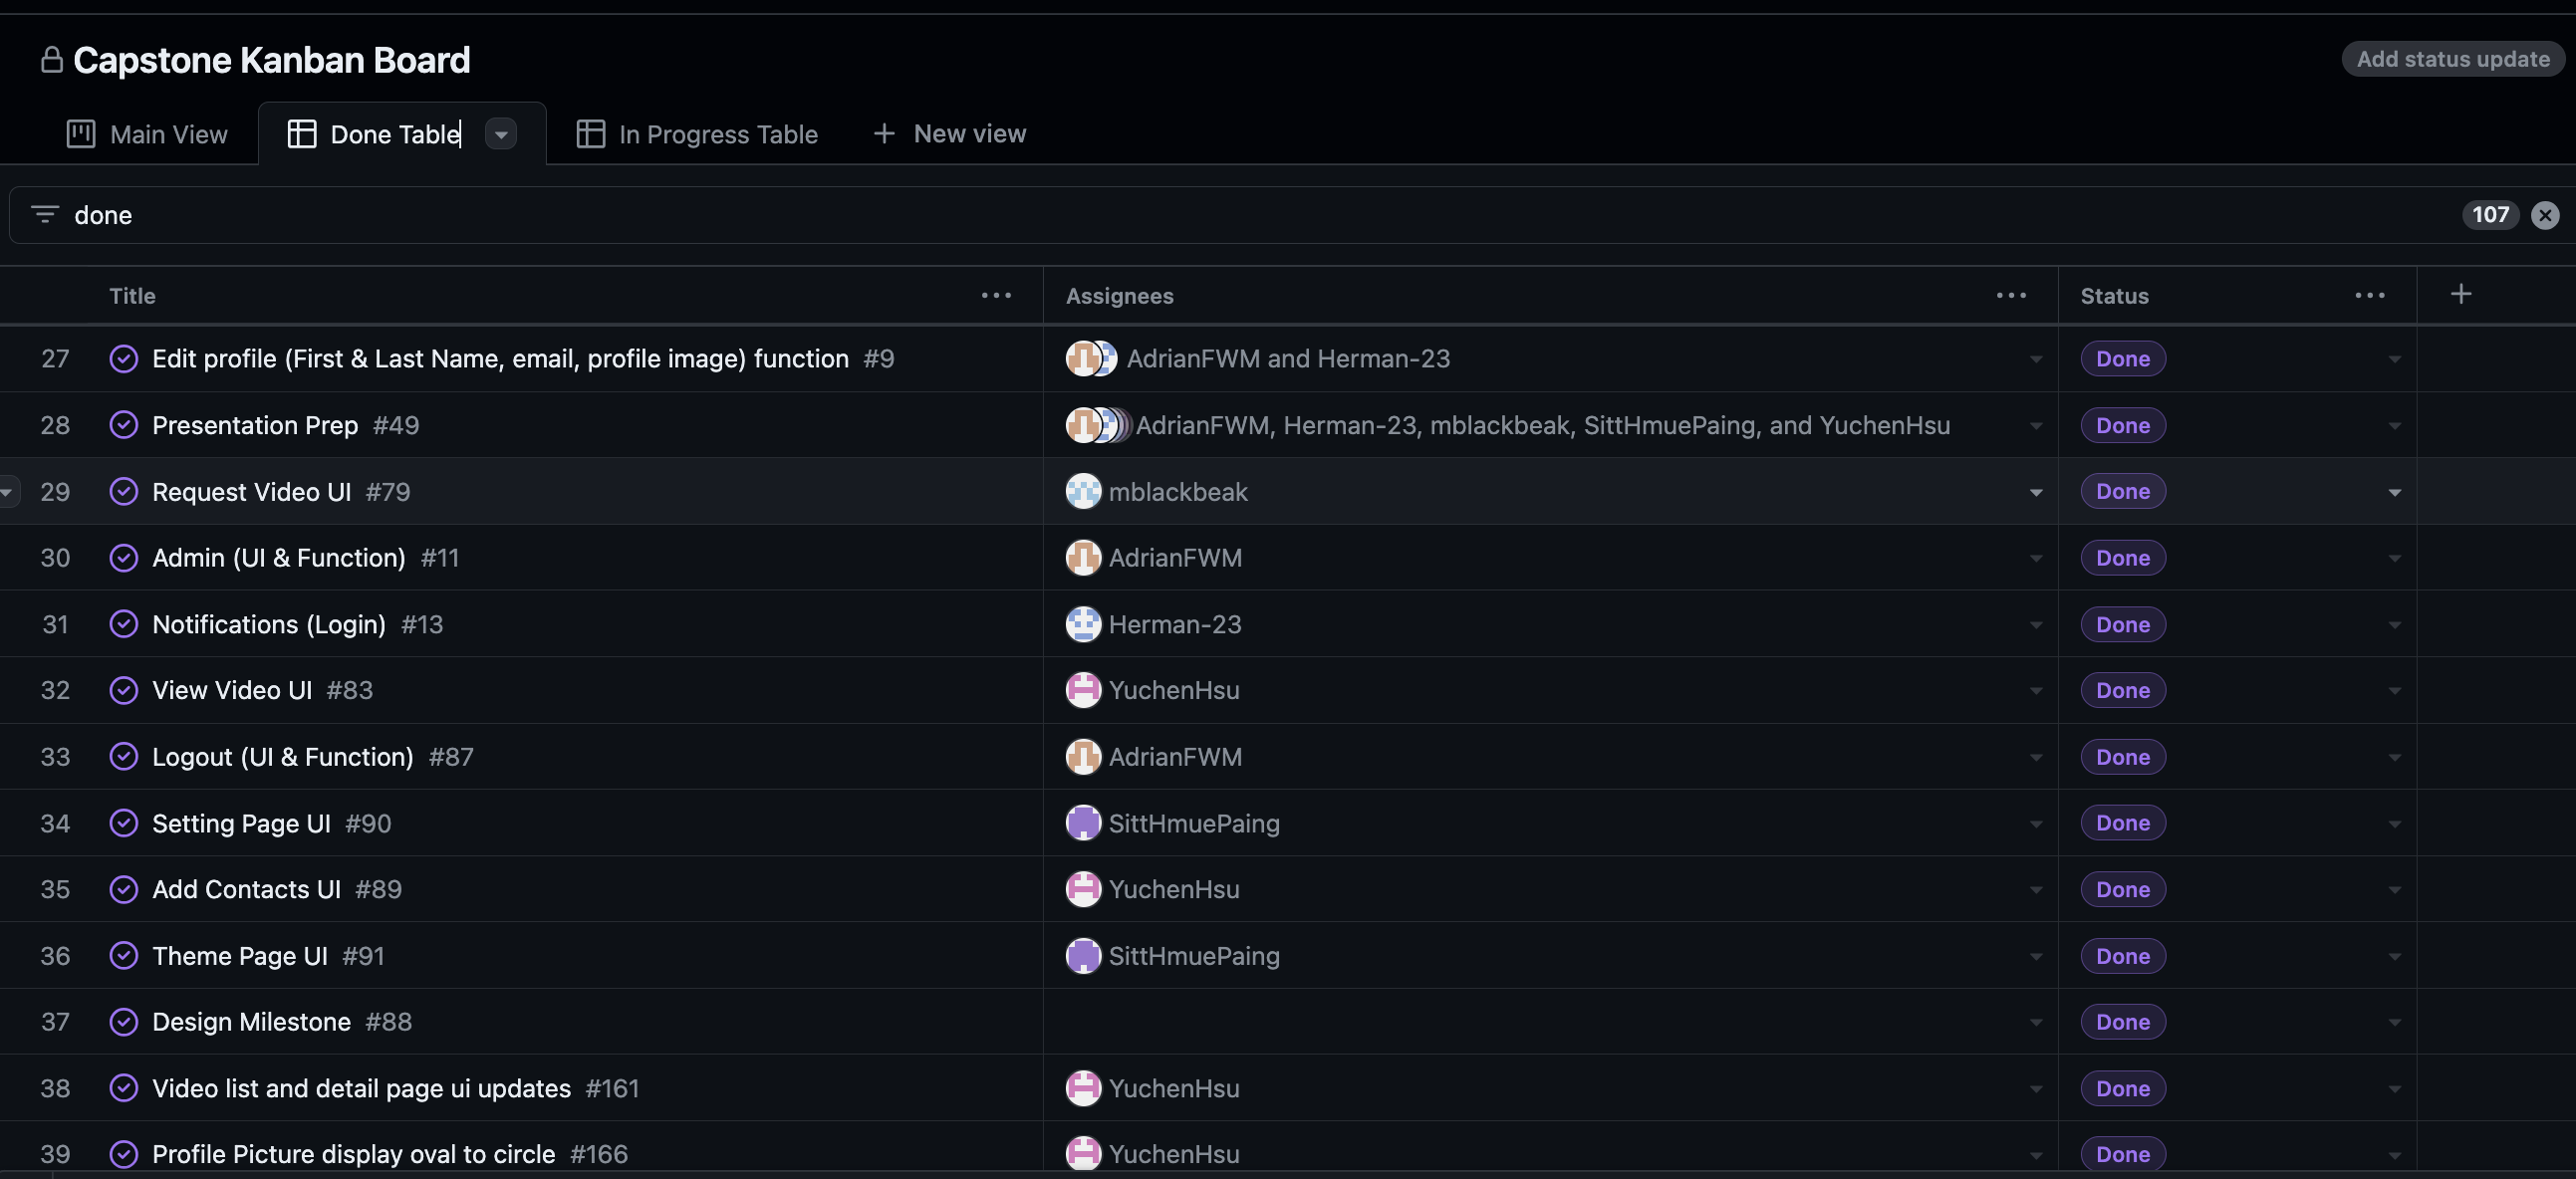 Capstone Kanban Board
Add status update
Main View
Done Table
In Progress Table
New view
done
107
Title
Assignees
Status
27 Edit profile (First & Last Name, email, profile image) function #9 AdrianFWM and Herman-23 Done
28 Presentation Prep #49 AdrianFWM, Herman-23, mblackbeak, SittHmuePaing, and YuchenHsu Done
29 Request Video UI #79 mblackbeak Done
30 Admin (UI & Function) #11 AdrianFWM Done
31 Notifications (Login) #13 Herman-23 Done
32 View Video UI #83 YuchenHsu Done
33 Logout (UI & Function) #87 AdrianFWM Done
34 Setting Page UI #90 SittHmuePaing Done
35 Add Contacts UI #89 YuchenHsu Done
36 Theme Page UI #91 SittHmuePaing Done
37 Design Milestone #88 Done
38 Video list and detail page ui updates #161 YuchenHsu Done
39 Profile Picture display oval to circle #166 YuchenHsu Done